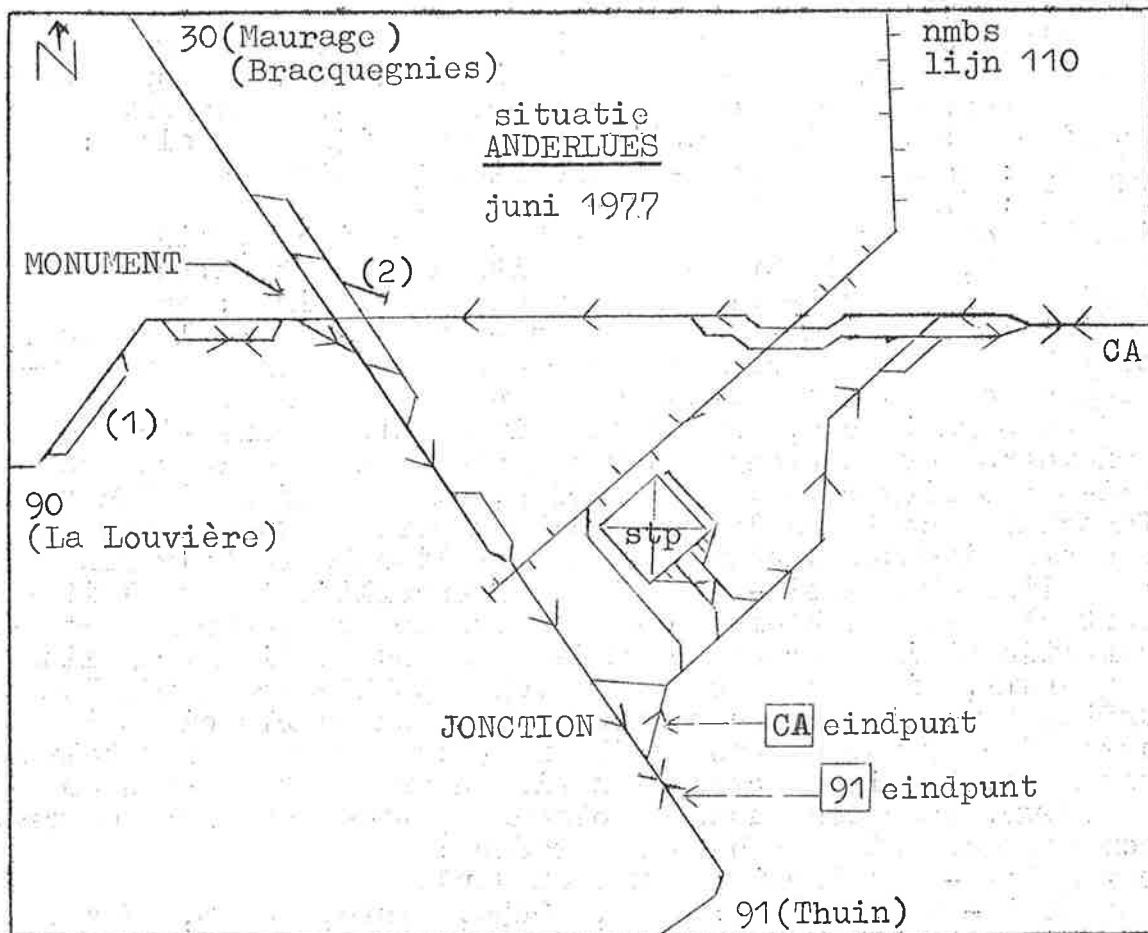 N
30(Maurage)
(Bracquegnies)
nmbs
lijn 110
situatie
ANDERLUES
juni 1977
MONUMENT
(2)
CA
(1)
90
(La Louvière)
stp
JONCTION
CA eindpunt
91 eindpunt
91(Thuin)